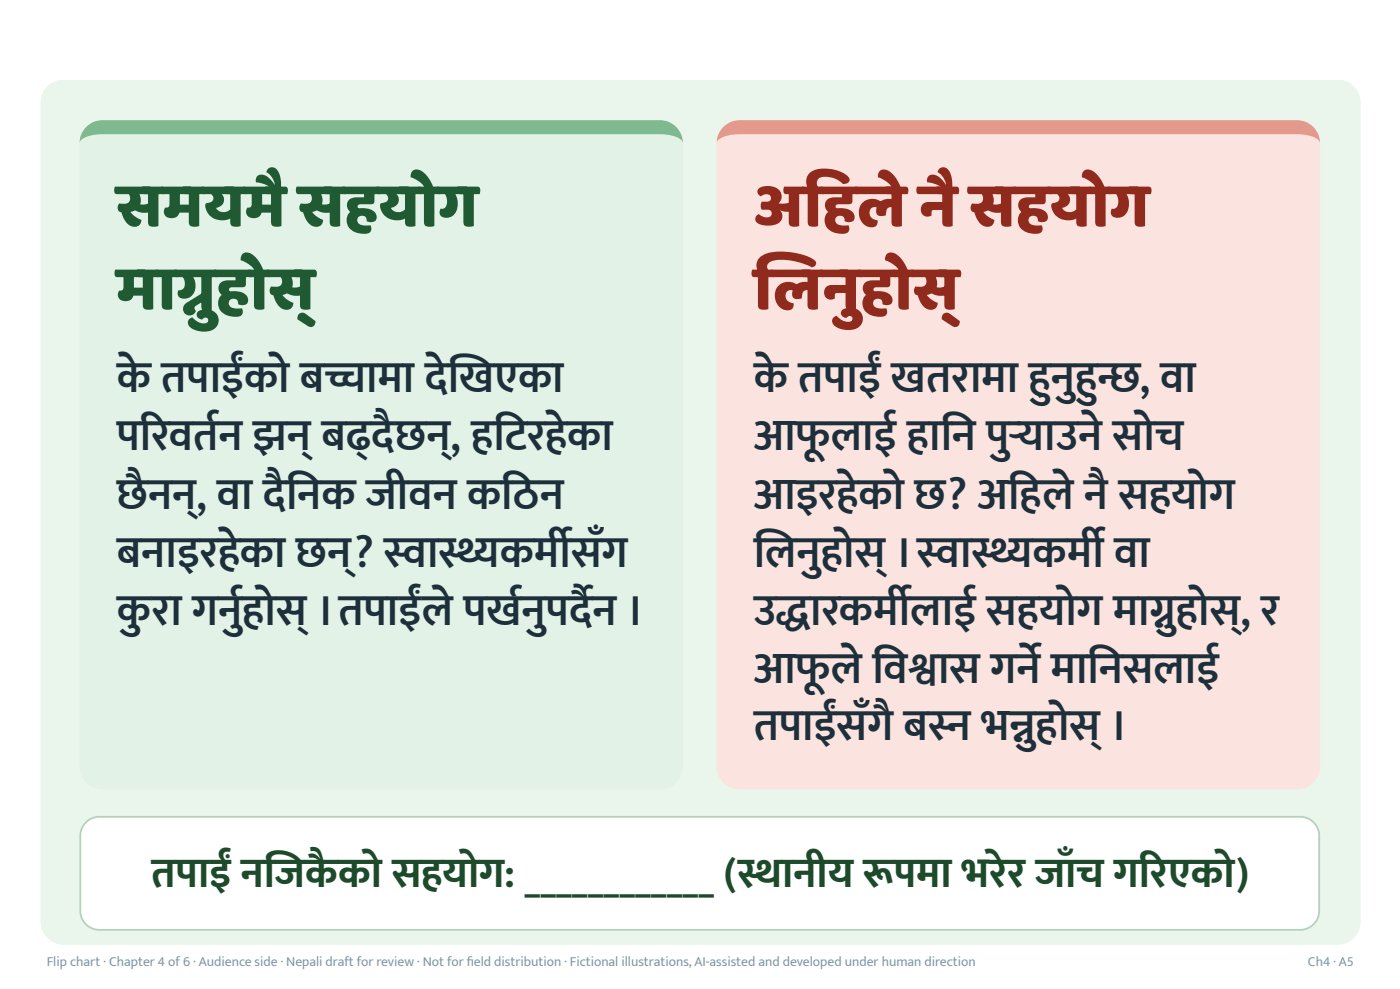 समयमै सहयोग
माग्नुहोस्
के तपाईंको बच्चामा देखिएका
परिवर्तन झन् बढ्दैछन्, हटिरहेका
छैनन्, वा दैनिक जीवन कठिन
बनाइरहेका छन्? स्वास्थ्यकर्मीसँग
कुरा गर्नुहोस् । तपाईंले पर्खनुपर्दैन ।
अहिले नै सहयोग
लिनुहोस्
के तपाईं खतरामा हुनुहुन्छ, वा
आफूलाई हानि पुऱ्याउने सोच
आइरहेको छ? अहिले नै सहयोग
लिनुहोस् । स्वास्थ्यकर्मी वा
उद्धारकर्मीलाई सहयोग माग्नुहोस्, र
आफूले विश्वास गर्ने मानिसलाई
तपाईंसँगै बस्न भन्नुहोस् ।
तपाईं नजिकैको सहयोग: ____________ (स्थानीय रूपमा भरेर जाँच गरिएको)
Flip chart · Chapter 4 of 6 · Audience side · Nepali draft for review · Not for field distribution · Fictional illustrations, AI-assisted and developed under human direction
Ch4 · A5